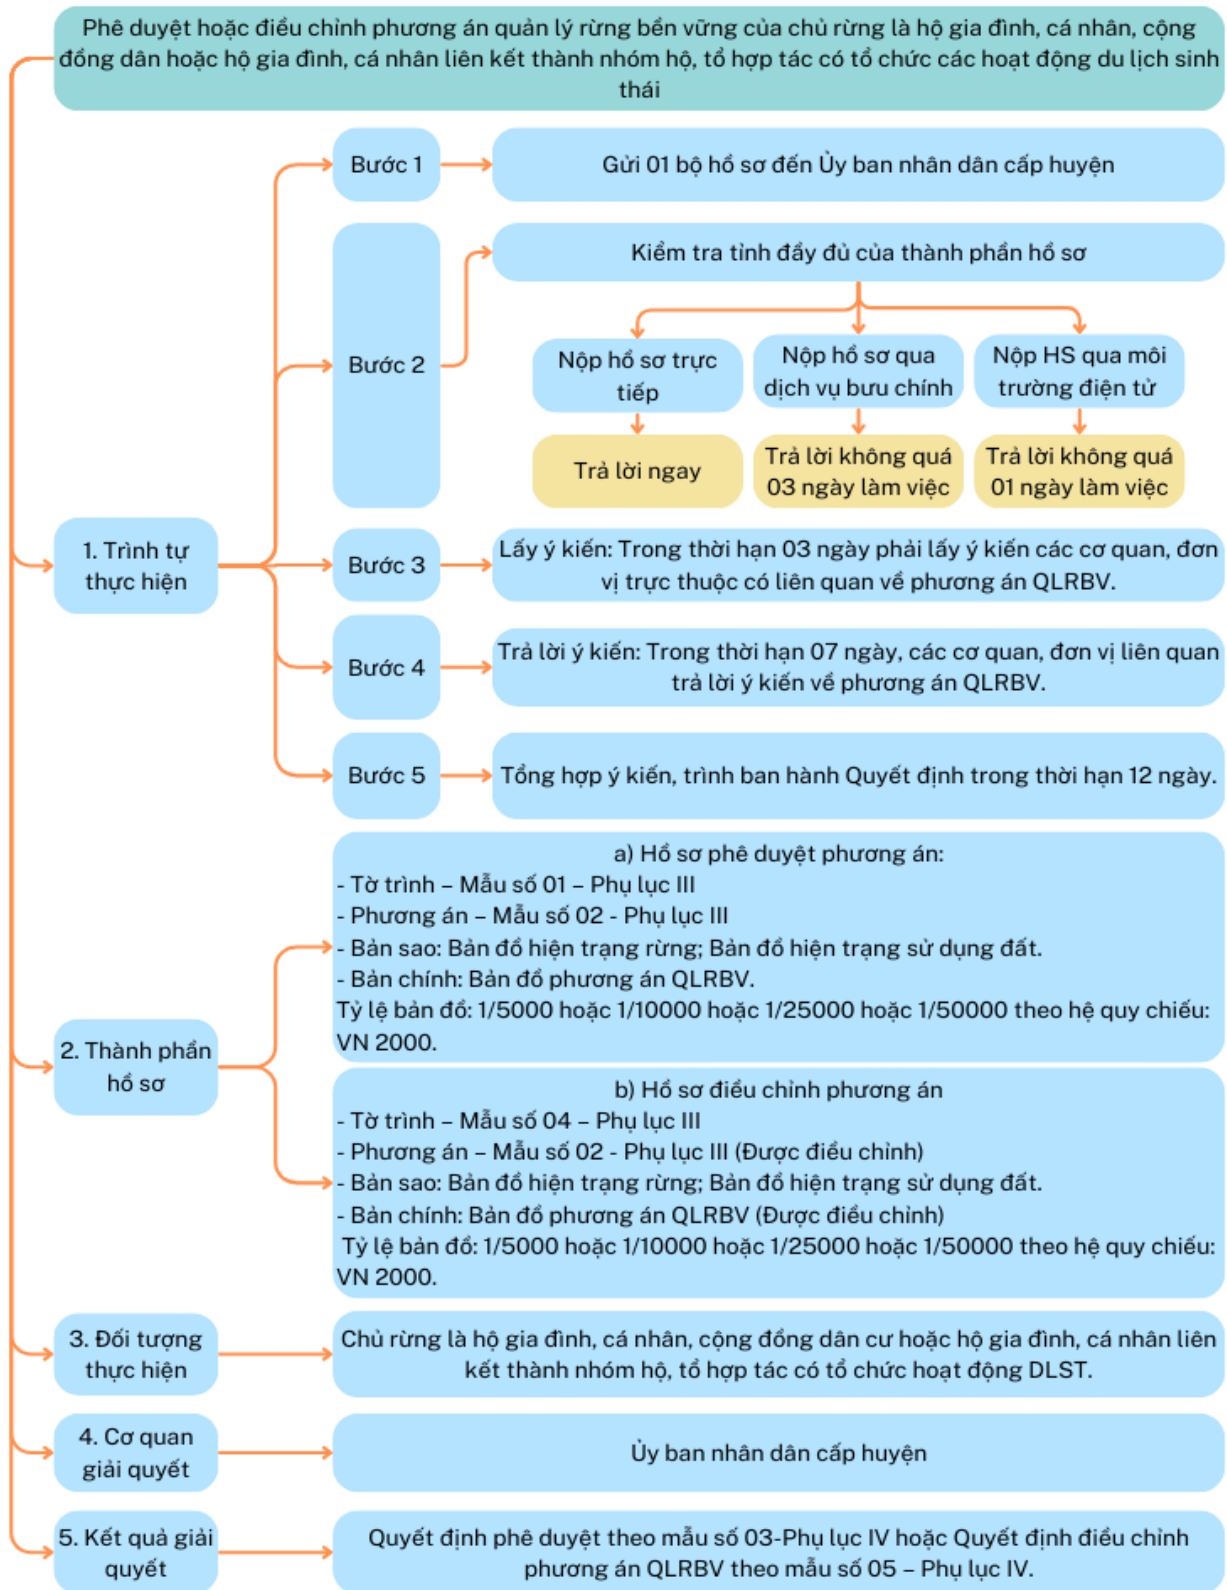 Phê duyệt hoặc điều chỉnh phương án quản lý rừng bền vững của chủ rừng là hộ gia đình, cá nhân, cộng
đồng dân hoặc hộ gia đình, cá nhân liên kết thành nhóm hộ, tổ hợp tác có tổ chức các hoạt động du lịch sinh
thái
1. Trình tự
thực hiện
Bước 1
Gửi 01 bộ hồ sơ đến Ủy ban nhân dân cấp huyện
Bước 2
Kiểm tra tỉnh đầy đủ của thành phần hồ sơ
Nộp hồ sơ trực
tiếp
Trả lời ngay
Nộp hồ sơ qua
dịch vụ bưu chính
Trả lời không quá
03 ngày làm việc
Nộp HS qua môi
trường điện tử
Trả lời không quá
01 ngày làm việc
Bước 3
Lấy ý kiến: Trong thời hạn 03 ngày phải lấy ý kiến các cơ quan, đơn
vị trực thuộc có liên quan về phương án QLRBV.
Bước 4
Trả lời ý kiến: Trong thời hạn 07 ngày, các cơ quan, đơn vị liên quan
trả lời ý kiến về phương án QLRBV.
Bước 5
Tổng hợp ý kiến, trình ban hành Quyết định trong thời hạn 12 ngày.
2. Thành phần
hồ sơ
a) Hồ sơ phê duyệt phương án:
- Tờ trình – Mẫu số 01 – Phụ lục III
- Phương án – Mẫu số 02 - Phụ lục III
- Bản sao: Bản đồ hiện trạng rừng; Bản đồ hiện trạng sử dụng đất.
- Bản chính: Bản đồ phương án QLRBV.
Tỷ lệ bản đồ: 1/5000 hoặc 1/10000 hoặc 1/25000 hoặc 1/50000 theo hệ quy chiếu:
VN 2000.
b) Hồ sơ điều chỉnh phương án
- Tờ trình – Mẫu số 04 – Phụ lục III
- Phương án – Mẫu số 02 - Phụ lục III (Được điều chỉnh)
- Bản sao: Bản đồ hiện trạng rừng; Bản đồ hiện trạng sử dụng đất.
- Bản chính: Bản đồ phương án QLRBV (Được điều chỉnh)
Tỷ lệ bản đồ: 1/5000 hoặc 1/10000 hoặc 1/25000 hoặc 1/50000 theo hệ quy chiếu:
VN 2000.
3. Đối tượng
thực hiện
Chủ rừng là hộ gia đình, cá nhân, cộng đồng dân cư hoặc hộ gia đình, cá nhân liên
kết thành nhóm hộ, tổ hợp tác có tổ chức hoạt động DLST.
4. Cơ quan
giải quyết
Ủy ban nhân dân cấp huyện
5. Kết quả giải
quyết
Quyết định phê duyệt theo mẫu số 03-Phụ lục IV hoặc Quyết định điều chỉnh
phương án QLRBV theo mẫu số 05 – Phụ lục IV.